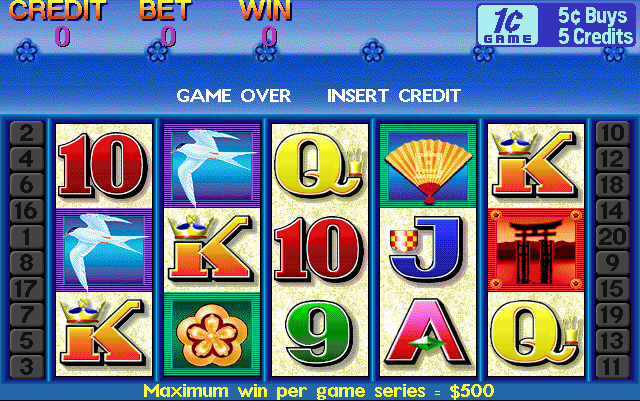 CREDIT BET WIN
0 0 0
1¢ GAME
5¢ Buys
5 Credits
GAME OVER INSERT CREDIT
2 10 Q K 10
4 12
6 18
16 14
1 K 10 J 20
8 9
17 15
7 K 9 A Q 19
5 13
3 11
Maximum win per game series = $500